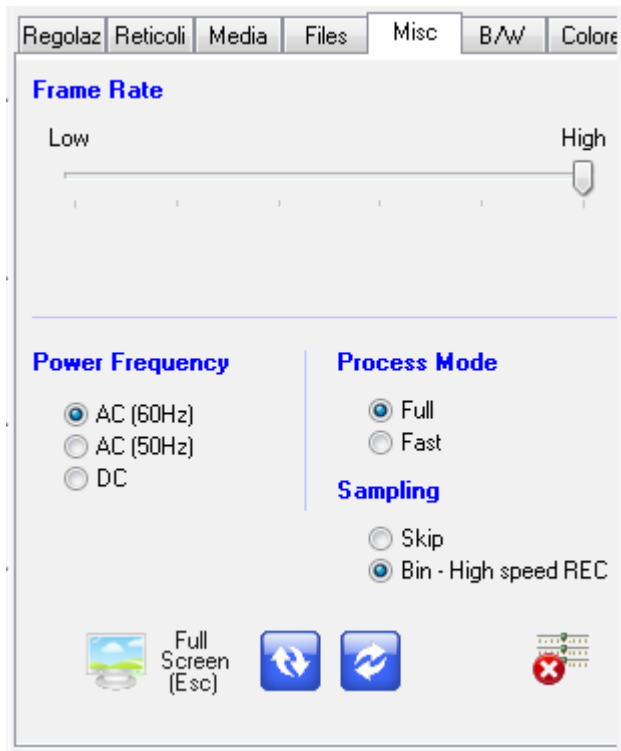 Regolaz Reticoli Media Files Misc B/W Colore
Frame Rate
Low High
Power Frequency
AC (60Hz)
AC (50Hz)
DC
Process Mode
Full
Fast
Sampling
Skip
Bin - High speed REC
Full
Screen
(Esc)